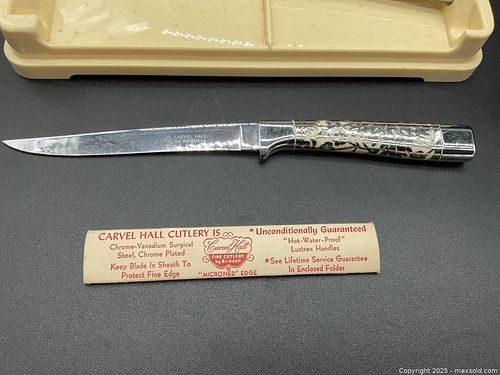 CARVEL HALL
CARVEL HALL CUTLERY IS
Chrome-Vanadium Surgical
Steel, Chrome Plated
Keep Blade In Sheath To
Protect Fine Edge
Carvel Hall
FINE CUTLERY
by Briddell
"MICRONED" EDGE
* Unconditionally Guaranteed
"Hot-Water-Proof"
Lustrex Handles
*See Lifetime Service Guarantee
In Enclosed Folder
Copyright 2025 - maxsold.com